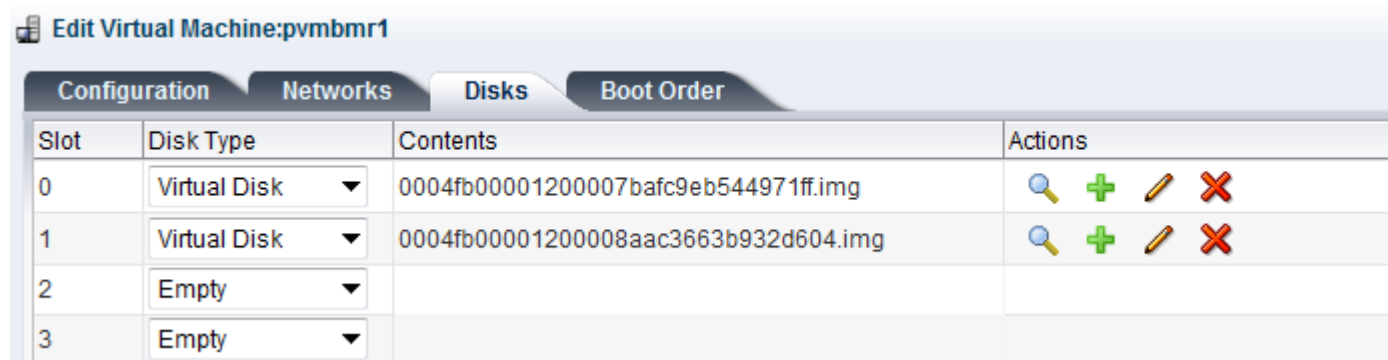 Edit Virtual Machine:pvmbmr1
Configuration Networks Disks Boot Order
Slot Disk Type Contents Actions
0 Virtual Disk 0004fb00001200007bafc9eb544971ff.img
1 Virtual Disk 0004fb00001200008aac3663b932d604.img
2 Empty
3 Empty